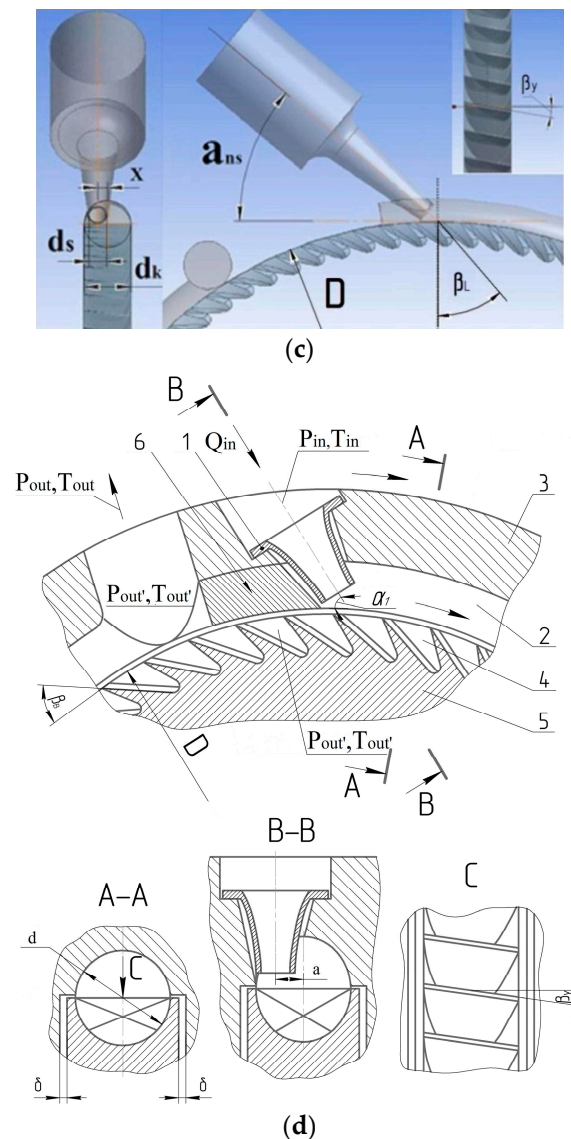 βy
x
ans
ds
dk
D
βL
(c)
B
6
1
Qin
Pin,Tin
A
Pout,Tout
3
Pout',Tout'
α1
2
4
βB
5
D
Pout',Tout'
A
B
B–B
C
A–A
d
C
a
βy
δ
δ
(d)